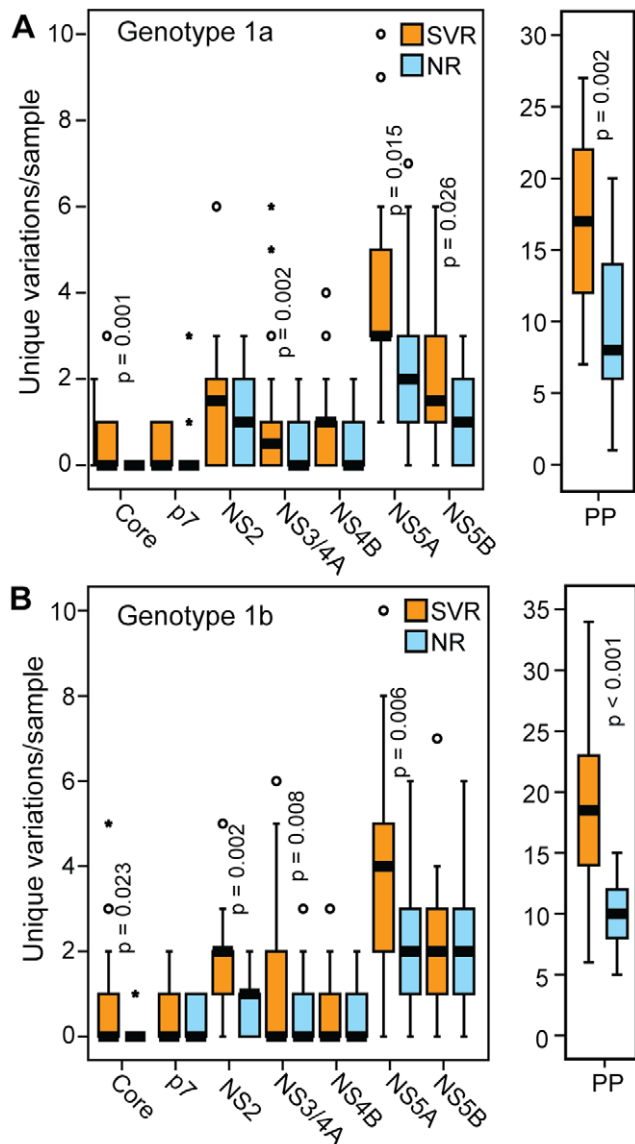 A
Genotype 1a
SVR
NR
Unique variations/sample
10
8
6
4
2
0
p = 0.001
p = 0.002
p = 0.015
p = 0.026
Core
p7
NS2
NS3/4A
NS4B
NS5A
NS5B
30
25
20
15
10
5
0
p = 0.002
PP
B
Genotype 1b
SVR
NR
Unique variations/sample
10
8
6
4
2
0
p = 0.023
p = 0.002
p = 0.008
p = 0.006
Core
p7
NS2
NS3/4A
NS4B
NS5A
NS5B
35
30
25
20
15
10
5
0
p < 0.001
PP